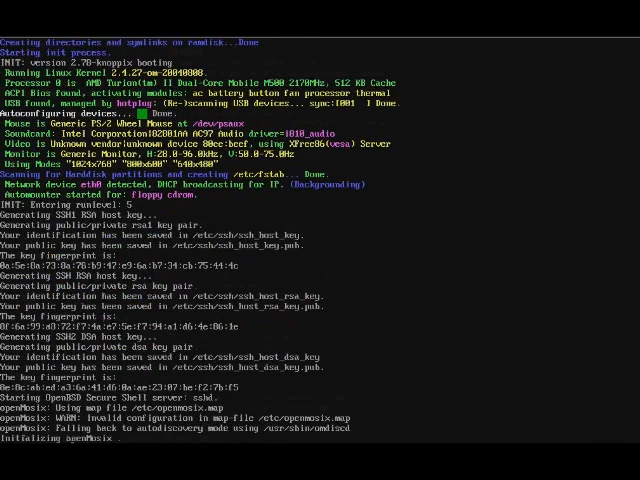 Creating directories and symlinks on ramdisk...Done
Starting init process.
INIT: version 2.78-knoppix booting
Running Linux Kernel 2.4.27-om-20040808.
Processor 0 is AMD Turion(tm) II Dual-Core Mobile M500 2170MHz, 512 KB Cache
ACPI Bios found, activating modules: ac battery button fan processor thermal
USB found, managed by hotplug: (Re-)scanning USB devices... sync:[001 ] Done.
Autoconfiguring devices... Done.
Mouse is Generic PS/2 Wheel Mouse at /dev/psaux
Soundcard: Intel Corporation|82801AA AC97 Audio driver=i810_audio
Video is Unknown vendor|unknown device 80ee:beef, using XFree86(vesa) Server
Monitor is Generic Monitor, H:28.0-96.0kHz, V:50.0-75.0Hz
Using Modes "1024x768" "800x600" "640x480"
Scanning for Harddisk partitions and creating /etc/fstab... Done.
Network device eth0 detected, DHCP broadcasting for IP. (Backgrounding)
Automounter started for: floppy cdrom.
INIT: Entering runlevel: 5
Generating SSH1 RSA host key...
Generating public/private rsa1 key pair.
Your identification has been saved in /etc/ssh/ssh_host_key.
Your public key has been saved in /etc/ssh/ssh_host_key.pub.
The key fingerprint is:
Generating SSH RSA host key...
Generating public/private rsa key pair
Your identification has been saved in /etc/ssh/ssh_host_rsa_key.
Your public key has been saved in /etc/ssh/ssh_host_rsa_key.pub.
The key fingerprint is:
Generating SSH2 DSA host key...
Generating public/private dsa key pair
Your identification has been saved in /etc/ssh/ssh_host_dsa_key
Your public key has been saved in /etc/ssh/ssh_host_dsa_key.pub.
The key fingerprint is:
Starting OpenBSD Secure Shell server: sshd.
openMosix: Using map file /etc/openmosix.map
openMosix: WARN: Invalid configuration in map-file /etc/openmosix.map
openMosix: Falling back to autodiscovery mode using /usr/sbin/omdiscd
Initializing openMosix .